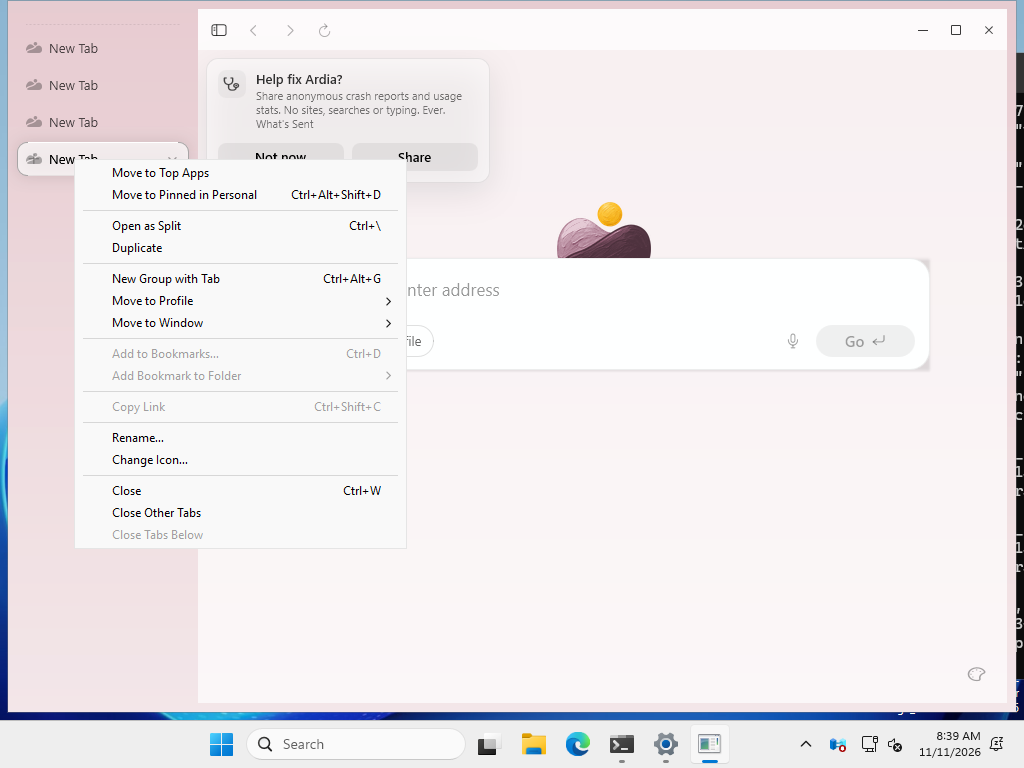 New Tab
New Tab
New Tab
New Tab
Help fix Ardia?
Share anonymous crash reports and usage
stats. No sites, searches or typing. Ever.
What's Sent
Not now
Share
Move to Top Apps
Move to Pinned in Personal Ctrl+Alt+Shift+D
Open as Split Ctrl+\
Duplicate
New Group with Tab Ctrl+Alt+G
Move to Profile
Move to Window
Add to Bookmarks... Ctrl+D
Add Bookmark to Folder
Copy Link Ctrl+Shift+C
Rename...
Change Icon...
Close Ctrl+W
Close Other Tabs
Close Tabs Below
nter address
file
Go
Search
8:39 AM
11/11/2026